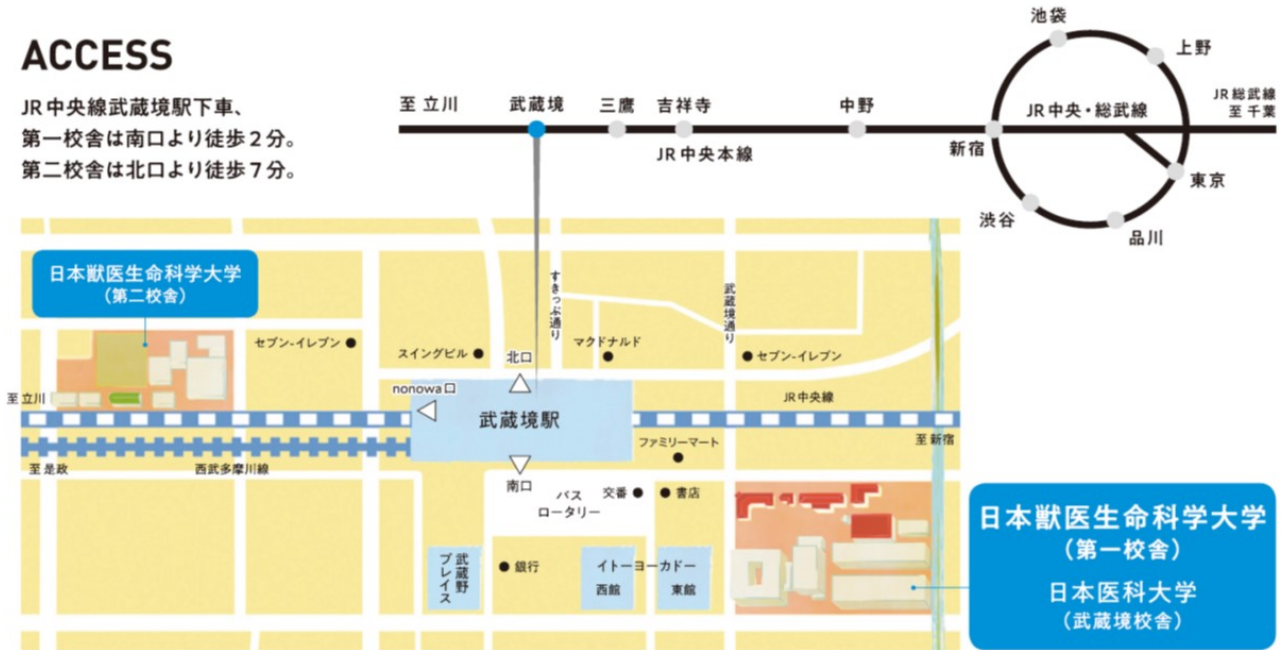 ACCESS
JR中央線武蔵境駅下車、
第一校舎は南口より徒歩2分。
第二校舎は北口より徒歩7分。
池袋
上野
至 立川
武蔵境
三鷹
吉祥寺
中野
JR中央・総武線
JR総武線
至 千葉
JR中央本線
新宿
東京
渋谷
品川
日本獣医生命科学大学
(第二校舎)
すきっぷ通り
武蔵境通り
セブン-イレブン
スイングビル
北口
マクドナルド
セブン-イレブン
nonowa口
至 立川
JR中央線
武蔵境駅
至 新宿
ファミリーマート
至 是政
西武多摩川線
南口
バス
ロータリー
交番
書店
武蔵野
プレイス
銀行
イトーヨーカドー
西館
東館
日本獣医生命科学大学
(第一校舎)
日本医科大学
(武蔵境校舎)